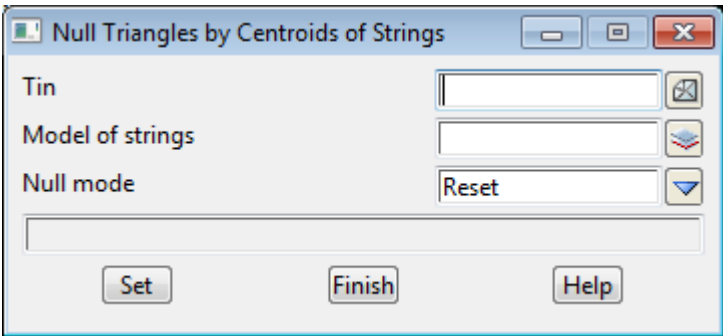 Null Triangles by Centroids of Strings
Tin
Model of strings
Null mode Reset
Set Finish Help